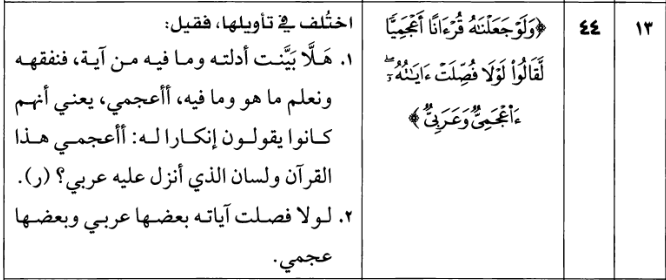 ١٣
٤٤
﴿وَلَوْ جَعَلْنَٰهُ قُرْءَانًا أَعْجَمِيًّا
لَّقَالُوا۟ لَوْلَا فُصِّلَتْ ءَايَٰتُهُۥٓۖ
ءَا۬عْجَمِىٌّ وَعَرَبِىٌّ﴾
اختُلف في تأويلها، فقيل:
١. هَلَّا بَيَّنت أدلته وما فيه من آية، فنفقهه
ونعلم ما هو وما فيه، أأعجمي، يعني أنهم
كانوا يقولون إنكارا له: أأعجمي هذا
القرآن ولسان الذي أنزل عليه عربي؟ (ر).
٢. لولا فصلت آياته بعضها عربي وبعضها
عجمي.